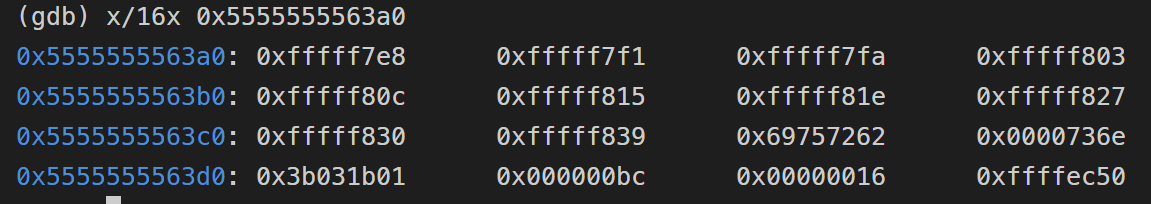 (gdb) x/16x 0x5555555563a0
0x5555555563a0: 0xfffff7e8 0xfffff7f1 0xfffff7fa 0xfffff803
0x5555555563b0: 0xfffff80c 0xfffff815 0xfffff81e 0xfffff827
0x5555555563c0: 0xfffff830 0xfffff839 0x69757262 0x0000736e
0x5555555563d0: 0x3b031b01 0x000000bc 0x00000016 0xffffec50